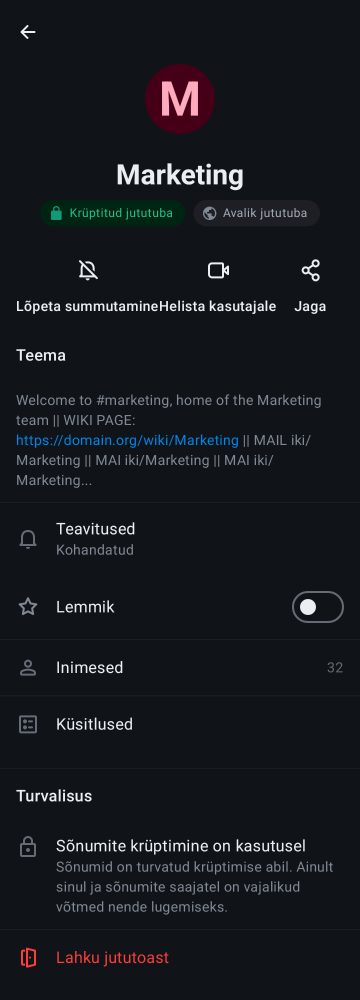 M
Marketing
Krüptitud jututuba
Avalik jututuba
Lõpeta summutamine
Helista kasutajale
Jaga
Teema
Welcome to #marketing, home of the Marketing
team || WIKI PAGE:
https://domain.org/wiki/Marketing || MAIL iki/
Marketing || MAI iki/Marketing || MAI iki/
Marketing...
Teavitused
Kohandatud
Lemmik
Inimesed
32
Küsitlused
Turvalisus
Sõnumite krüptimine on kasutusel
Sõnumid on turvatud krüptimise abil. Ainult
sinul ja sõnumite saajatel on vajalikud
võtmed nende lugemiseks.
Lahku jututoast